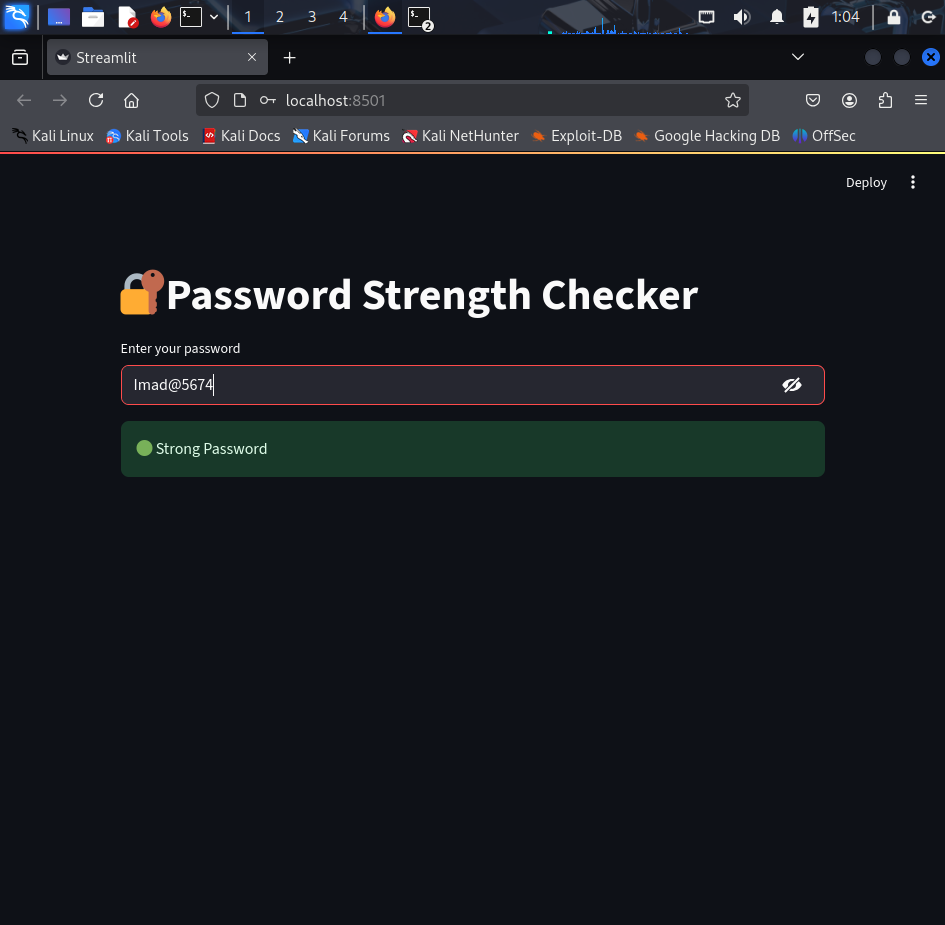 1 2 3 4 2 1:04
Streamlit
localhost:8501
Kali Linux Kali Tools Kali Docs Kali Forums Kali NetHunter Exploit-DB Google Hacking DB OffSec
Deploy
Password Strength Checker
Enter your password
Imad@5674
Strong Password